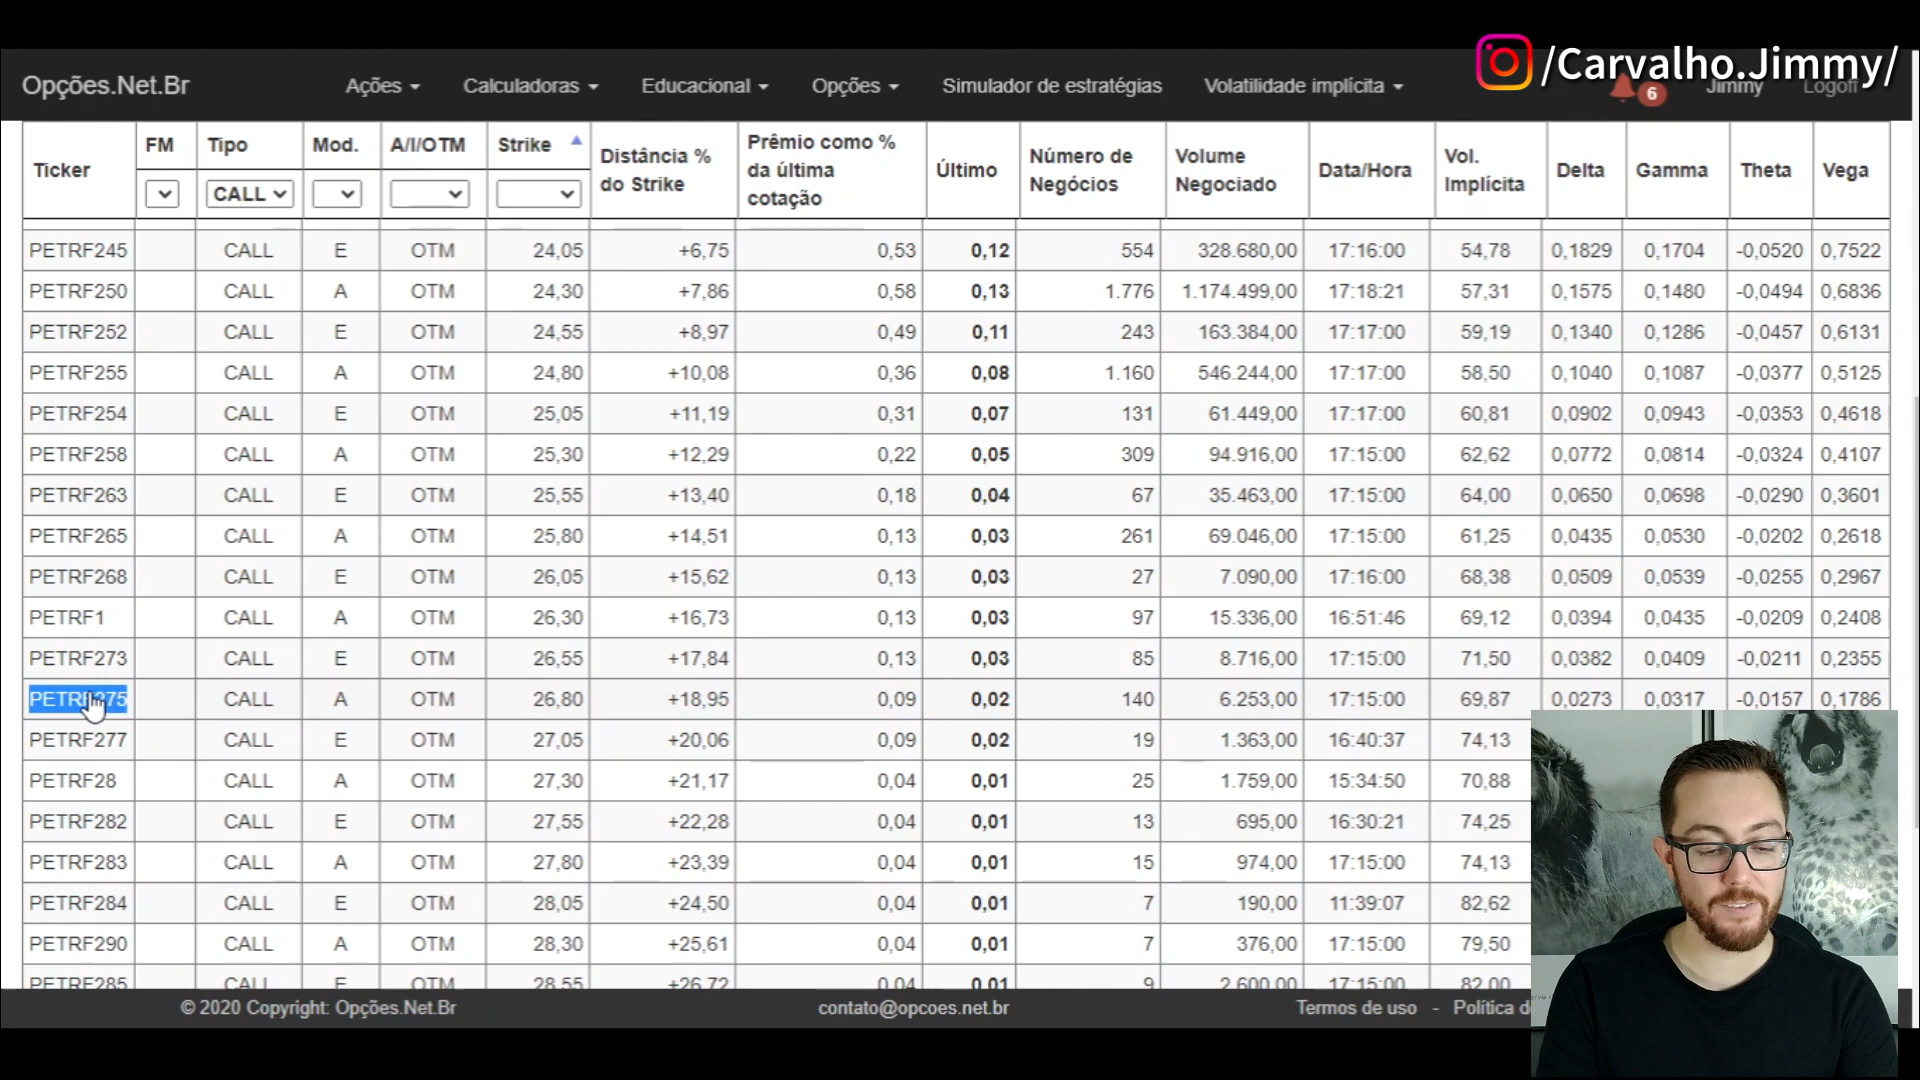 /Carvalho.Jimmy/
Opções.Net.Br Ações Calculadoras Educacional Opções Simulador de estratégias Volatilidade implícita 6 Jimmy Logoff
Ticker FM Tipo Mod. A/I/OTM Strike Distância % do Strike Prêmio como % da última cotação Último Número de Negócios Volume Negociado Data/Hora Vol. Implícita Delta Gamma Theta Vega
CALL
PETRF245 CALL E OTM 24,05 +6,75 0,53 0,12 554 328.680,00 17:16:00 54,78 0,1829 0,1704 -0,0520 0,7522
PETRF250 CALL A OTM 24,30 +7,86 0,58 0,13 1.776 1.174.499,00 17:18:21 57,31 0,1575 0,1480 -0,0494 0,6836
PETRF252 CALL E OTM 24,55 +8,97 0,49 0,11 243 163.384,00 17:17:00 59,19 0,1340 0,1286 -0,0457 0,6131
PETRF255 CALL A OTM 24,80 +10,08 0,36 0,08 1.160 546.244,00 17:17:00 58,50 0,1040 0,1087 -0,0377 0,5125
PETRF254 CALL E OTM 25,05 +11,19 0,31 0,07 131 61.449,00 17:17:00 60,81 0,0902 0,0943 -0,0353 0,4618
PETRF258 CALL A OTM 25,30 +12,29 0,22 0,05 309 94.916,00 17:15:00 62,62 0,0772 0,0814 -0,0324 0,4107
PETRF263 CALL E OTM 25,55 +13,40 0,18 0,04 67 35.463,00 17:15:00 64,00 0,0650 0,0698 -0,0290 0,3601
PETRF265 CALL A OTM 25,80 +14,51 0,13 0,03 261 69.046,00 17:15:00 61,25 0,0435 0,0530 -0,0202 0,2618
PETRF268 CALL E OTM 26,05 +15,62 0,13 0,03 27 7.090,00 17:16:00 68,38 0,0509 0,0539 -0,0255 0,2967
PETRF1 CALL A OTM 26,30 +16,73 0,13 0,03 97 15.336,00 16:51:46 69,12 0,0394 0,0435 -0,0209 0,2408
PETRF273 CALL E OTM 26,55 +17,84 0,13 0,03 85 8.716,00 17:15:00 71,50 0,0382 0,0409 -0,0211 0,2355
PETRF275 CALL A OTM 26,80 +18,95 0,09 0,02 140 6.253,00 17:15:00 69,87 0,0273 0,0317 -0,0157 0,1786
PETRF277 CALL E OTM 27,05 +20,06 0,09 0,02 19 1.363,00 16:40:37 74,13
PETRF28 CALL A OTM 27,30 +21,17 0,04 0,01 25 1.759,00 15:34:50 70,88
PETRF282 CALL E OTM 27,55 +22,28 0,04 0,01 13 695,00 16:30:21 74,25
PETRF283 CALL A OTM 27,80 +23,39 0,04 0,01 15 974,00 17:15:00 74,13
PETRF284 CALL E OTM 28,05 +24,50 0,04 0,01 7 190,00 11:39:07 82,62
PETRF290 CALL A OTM 28,30 +25,61 0,04 0,01 7 376,00 17:15:00 79,50
PETRF285 CALL E OTM 28,55 +26,72 0,04 0,01 9 2.600,00 17:15:00 82,00
© 2020 Copyright: Opções.Net.Br contato@opcoes.net.br Termos de uso - Política